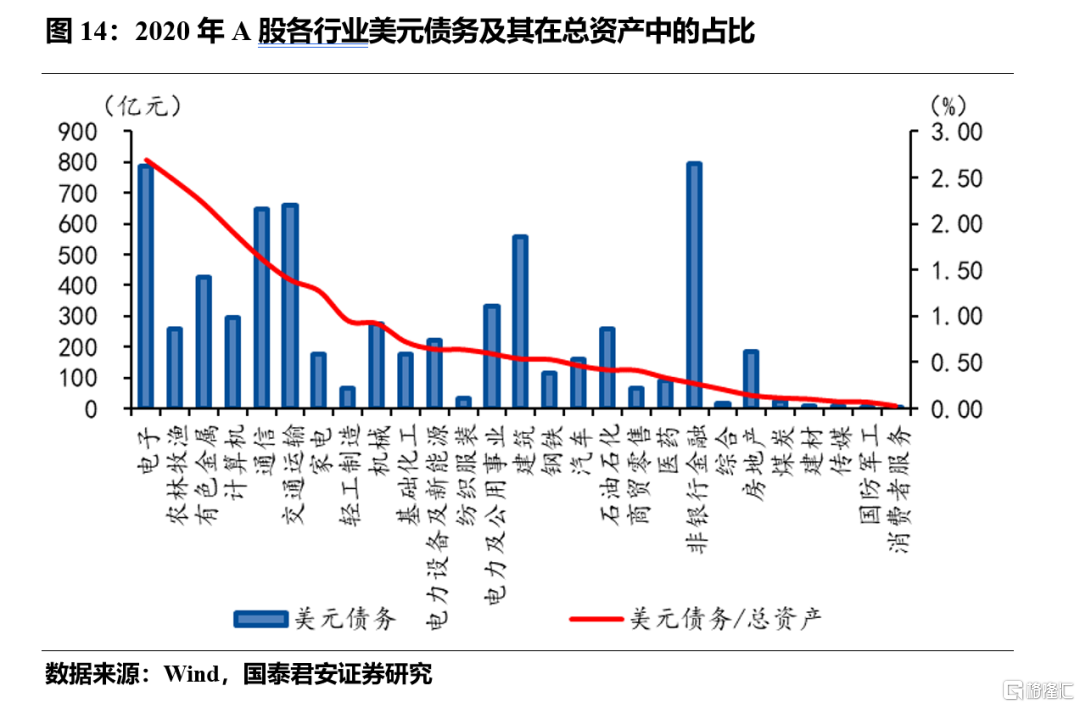 图 14：2020 年 A 股各行业美元债务及其在总资产中的占比
（亿元）
（%）
900
800
700
600
500
400
300
200
100
0
3.00
2.50
2.00
1.50
1.00
0.50
0.00
电子
农林牧渔
有色金属
计算机
通信
交通运输
家电
轻工制造
机械
基础化工
电力设备及新能源
纺织服装
电力及公用事业
建筑
钢铁
汽车
石油石化
商贸零售
医药
非银行金融
综合
房地产
煤炭
建材
传媒
国防军工
消费者服务
美元债务
美元债务/总资产
数据来源：Wind，国泰君安证券研究
格隆汇